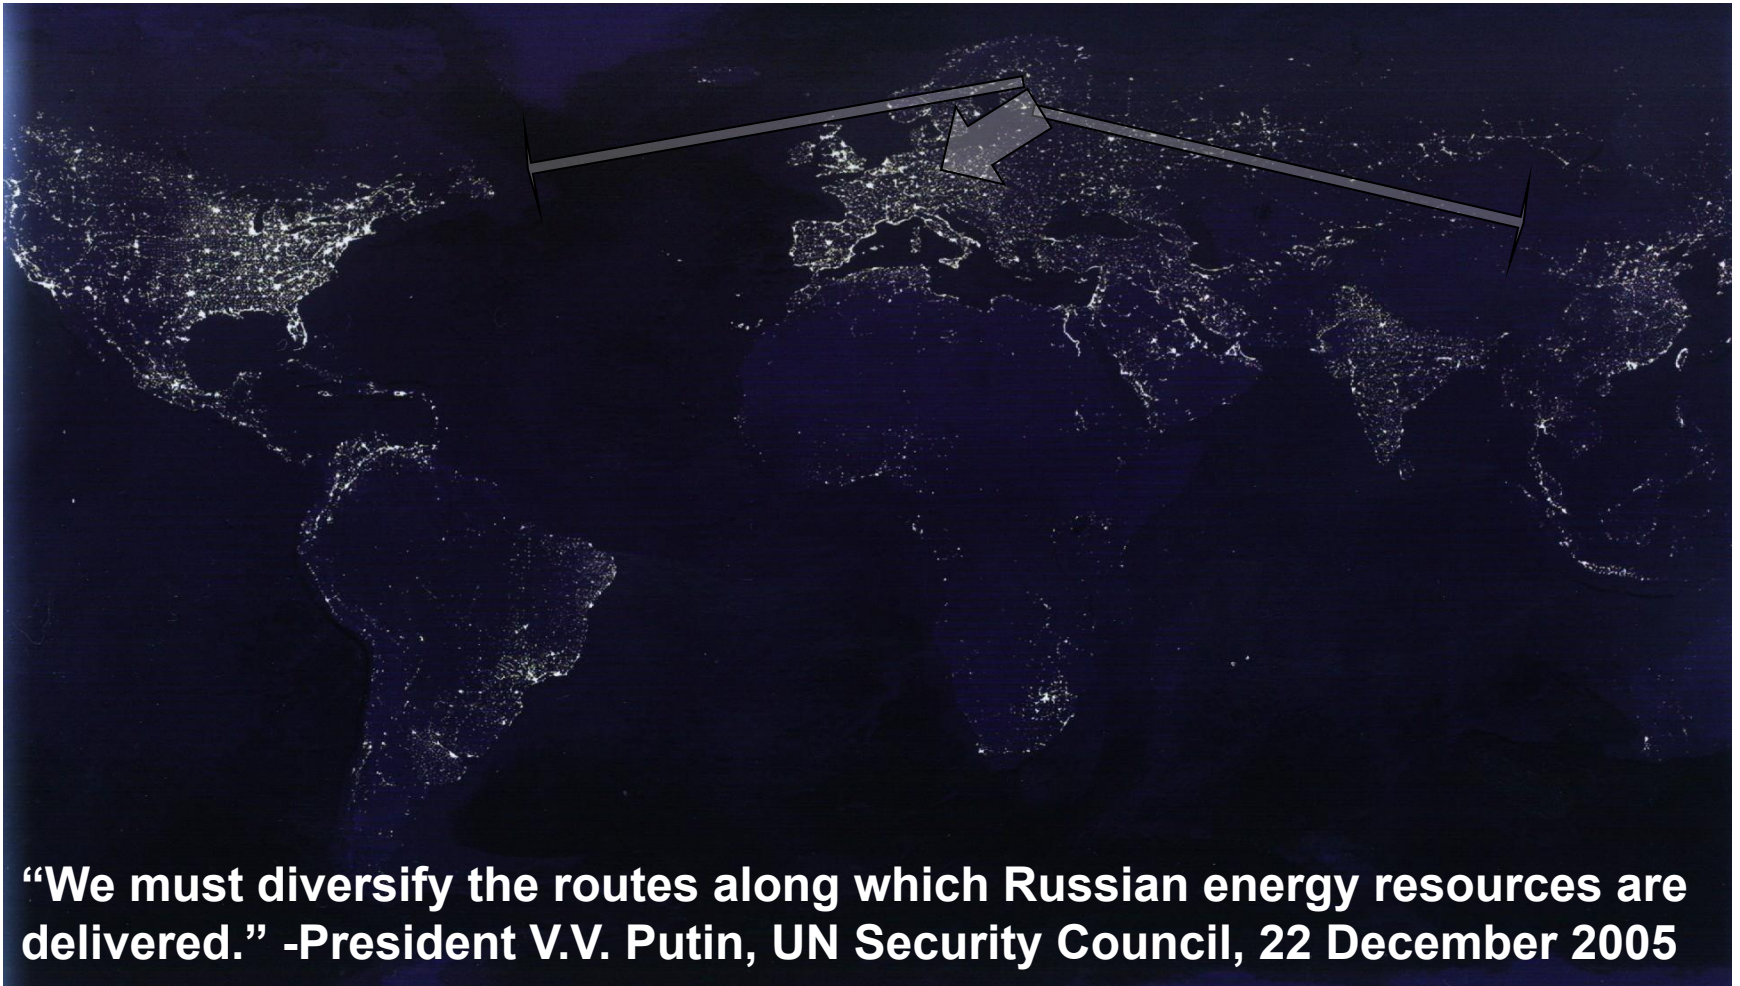 “We must diversify the routes along which Russian energy resources are
delivered.” -President V.V. Putin, UN Security Council, 22 December 2005